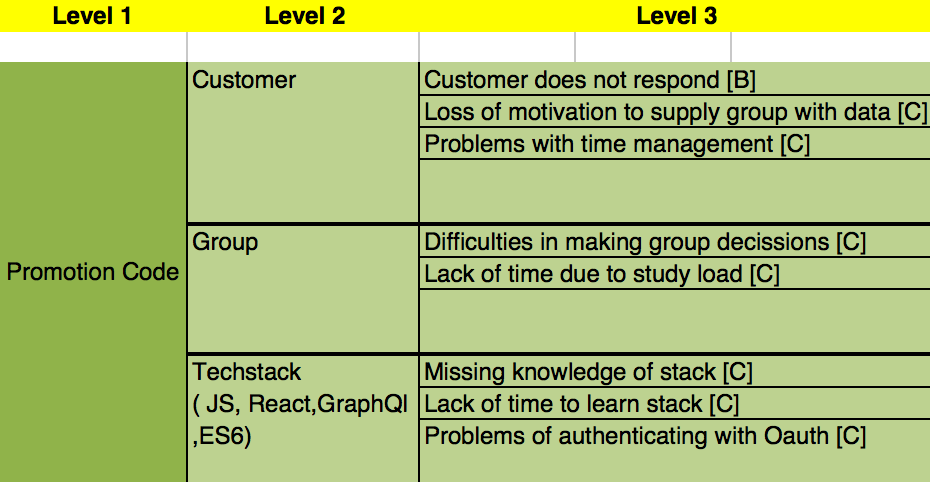 Level 1 Level 2 Level 3
Customer Customer does not respond [B]
Loss of motivation to supply group with data [C]
Problems with time management [C]
Group Difficulties in making group decissions [C]
Promotion Code Lack of time due to study load [C]
Techstack Missing knowledge of stack [C]
( JS, React,GraphQl Lack of time to learn stack [C]
,ES6) Problems of authenticating with Oauth [C]